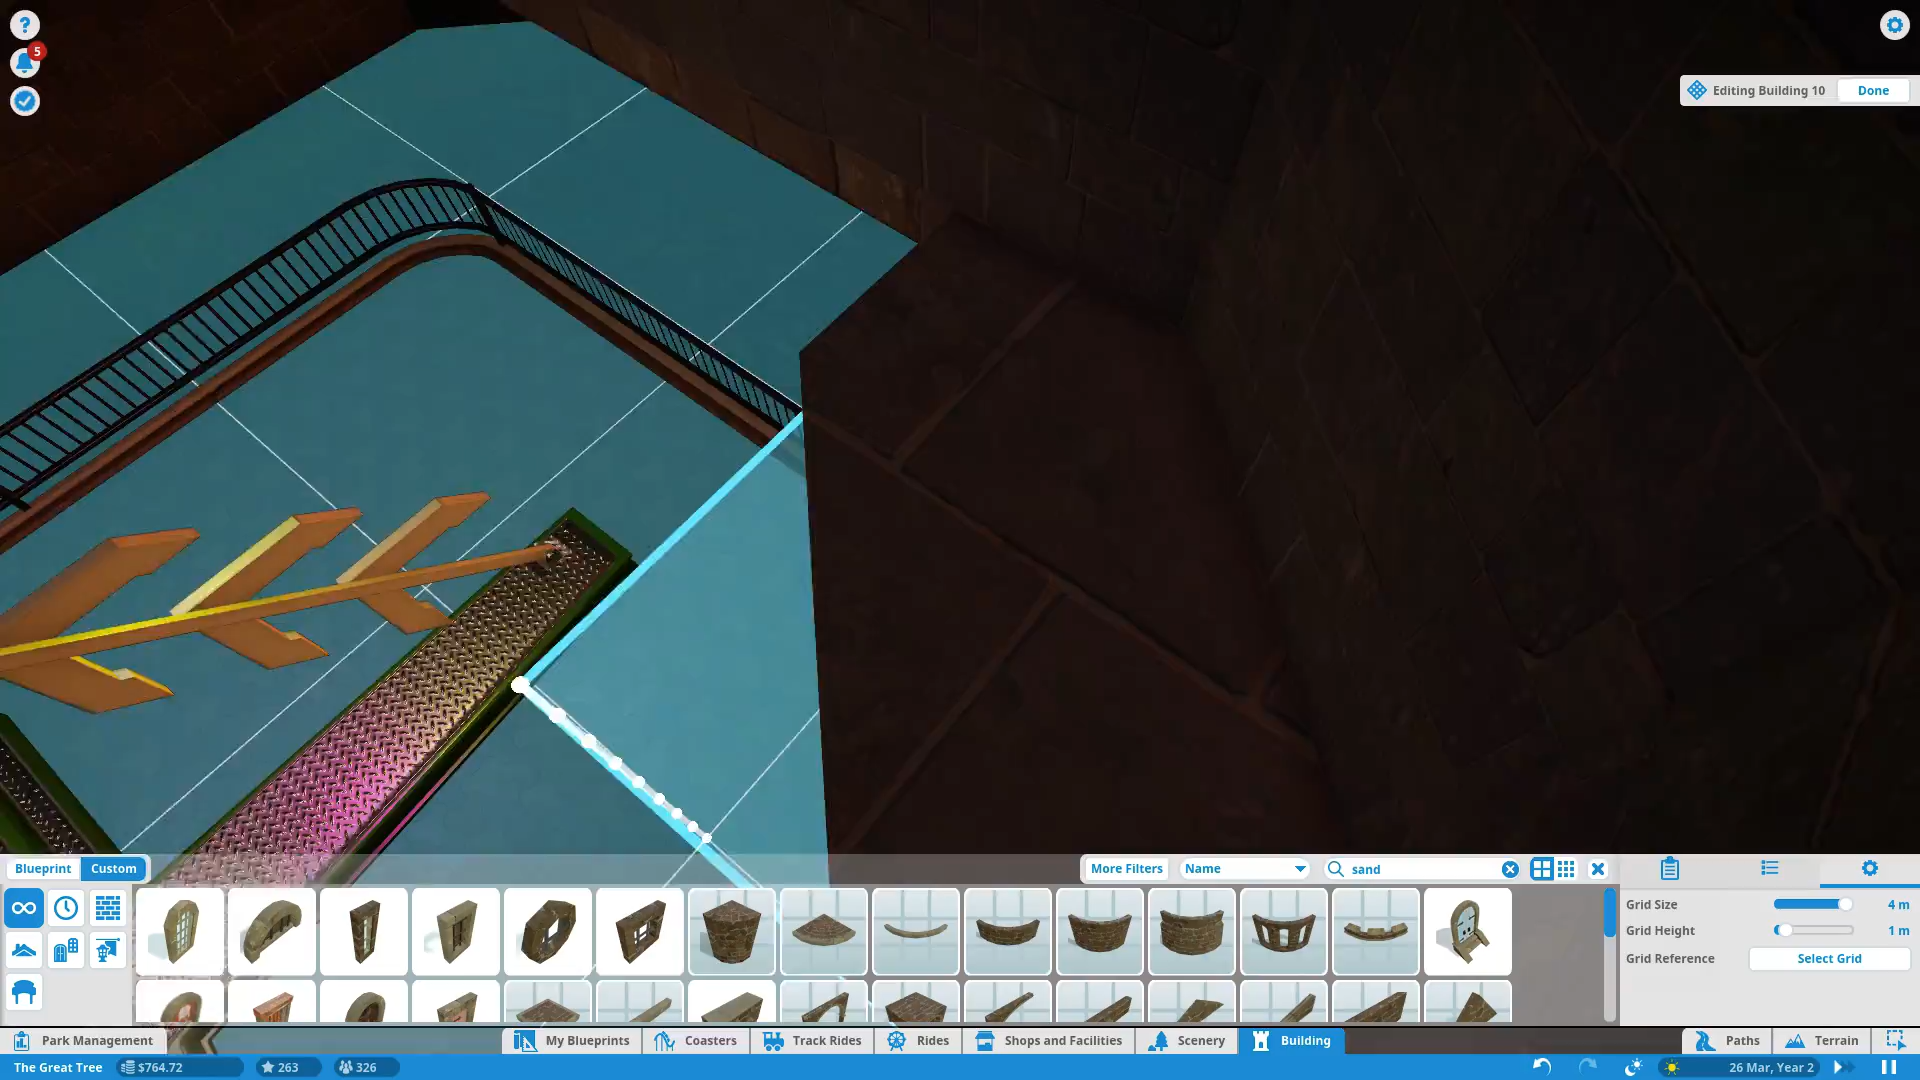 ?
5
Editing Building 10
Done
Blueprint
Custom
More Filters
Name
sand
Grid Size
4 m
Grid Height
1 m
Grid Reference
Select Grid
Park Management
My Blueprints
Coasters
Track Rides
Rides
Shops and Facilities
Scenery
Building
Paths
Terrain
The Great Tree
$764.72
263
326
26 Mar, Year 2